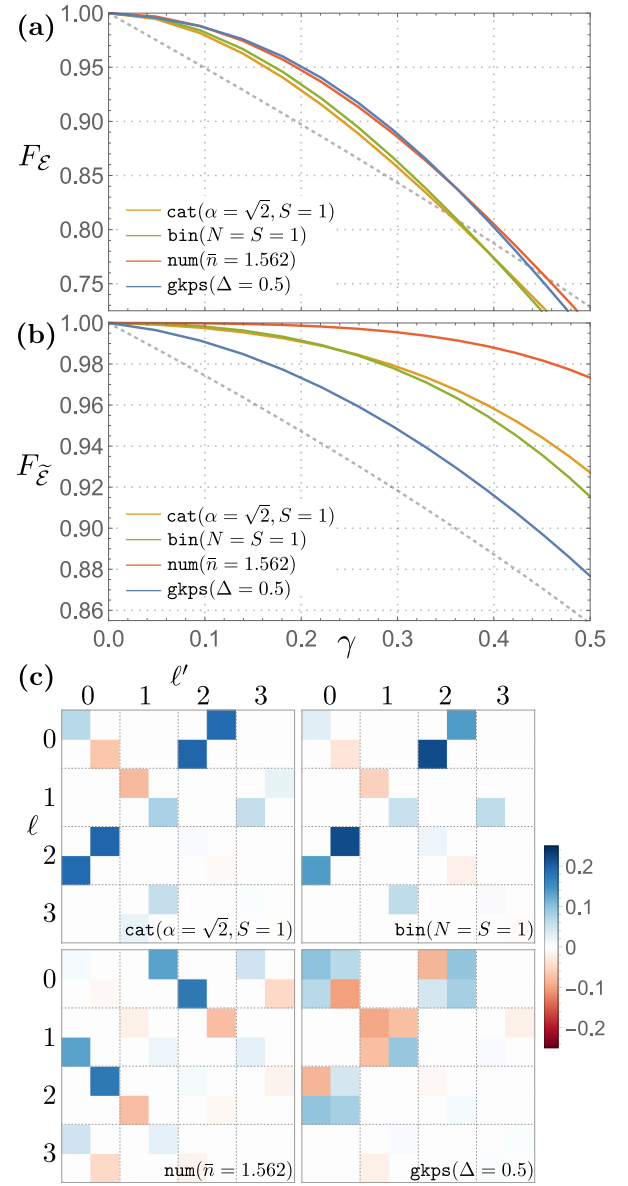 (a)
1.00
0.95
0.90
F_ℰ
0.85
0.80
0.75
cat(α = √2, S = 1)
bin(N = S = 1)
num(n̄ = 1.562)
gkps(Δ = 0.5)
(b)
1.00
0.98
0.96
0.94
F_ℰ̃
0.92
0.90
0.88
0.86
cat(α = √2, S = 1)
bin(N = S = 1)
num(n̄ = 1.562)
gkps(Δ = 0.5)
0.0 0.1 0.2 0.3 0.4 0.5
γ
(c)
ℓ′
0 1 2 3 0 1 2 3
0
1
ℓ
2
3
cat(α = √2, S = 1)
bin(N = S = 1)
0
1
2
3
num(n̄ = 1.562)
gkps(Δ = 0.5)
0.2
0.1
0
−0.1
−0.2